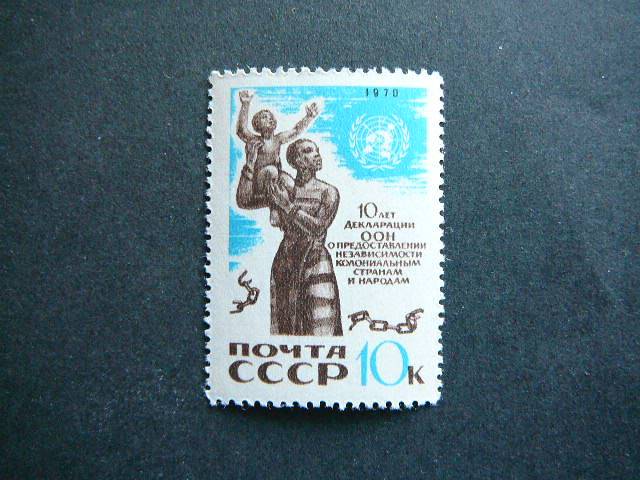 1970
10 ЛЕТ
ДЕКЛАРАЦИИ
ООН
О ПРЕДОСТАВЛЕНИИ
НЕЗАВИСИМОСТИ
КОЛОНИАЛЬНЫМ
СТРАНАМ
И НАРОДАМ
ПОЧТА
СССР 10К